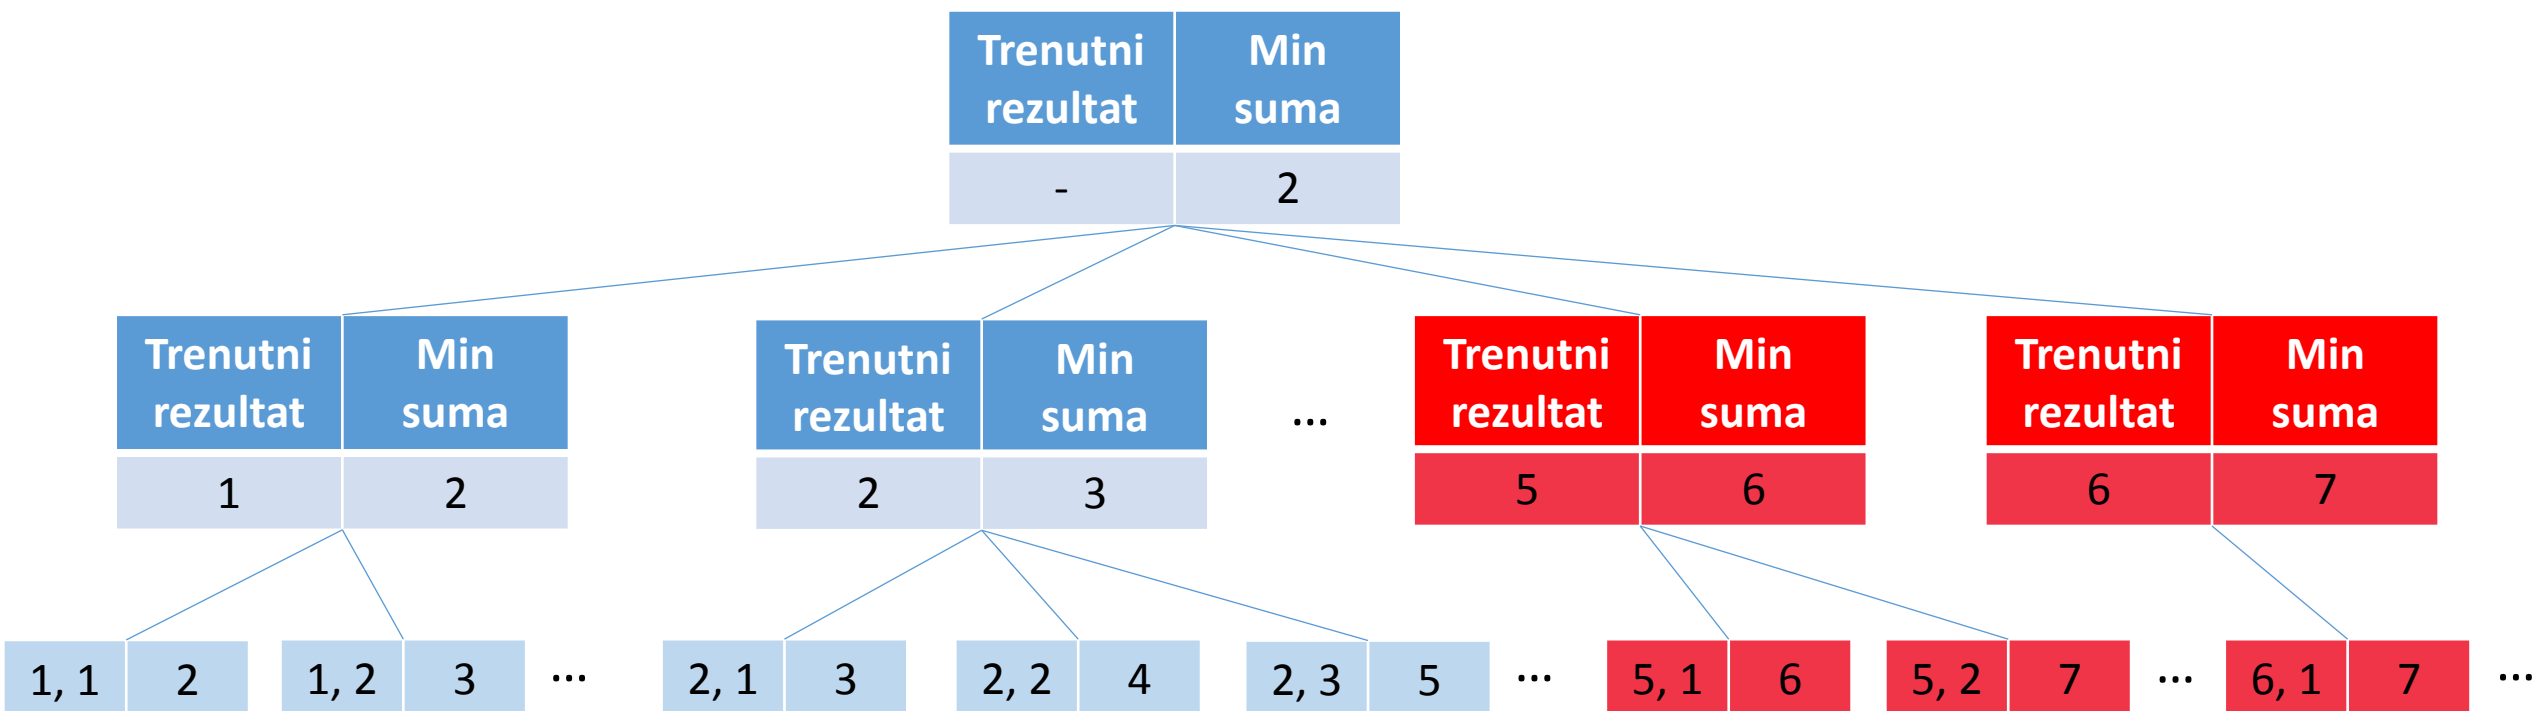 Trenutni rezultat Min suma
- 2
Trenutni rezultat Min suma
1 2
Trenutni rezultat Min suma
2 3
...
Trenutni rezultat Min suma
5 6
Trenutni rezultat Min suma
6 7
1, 1 2
1, 2 3
...
2, 1 3
2, 2 4
2, 3 5
...
5, 1 6
5, 2 7
...
6, 1 7
...